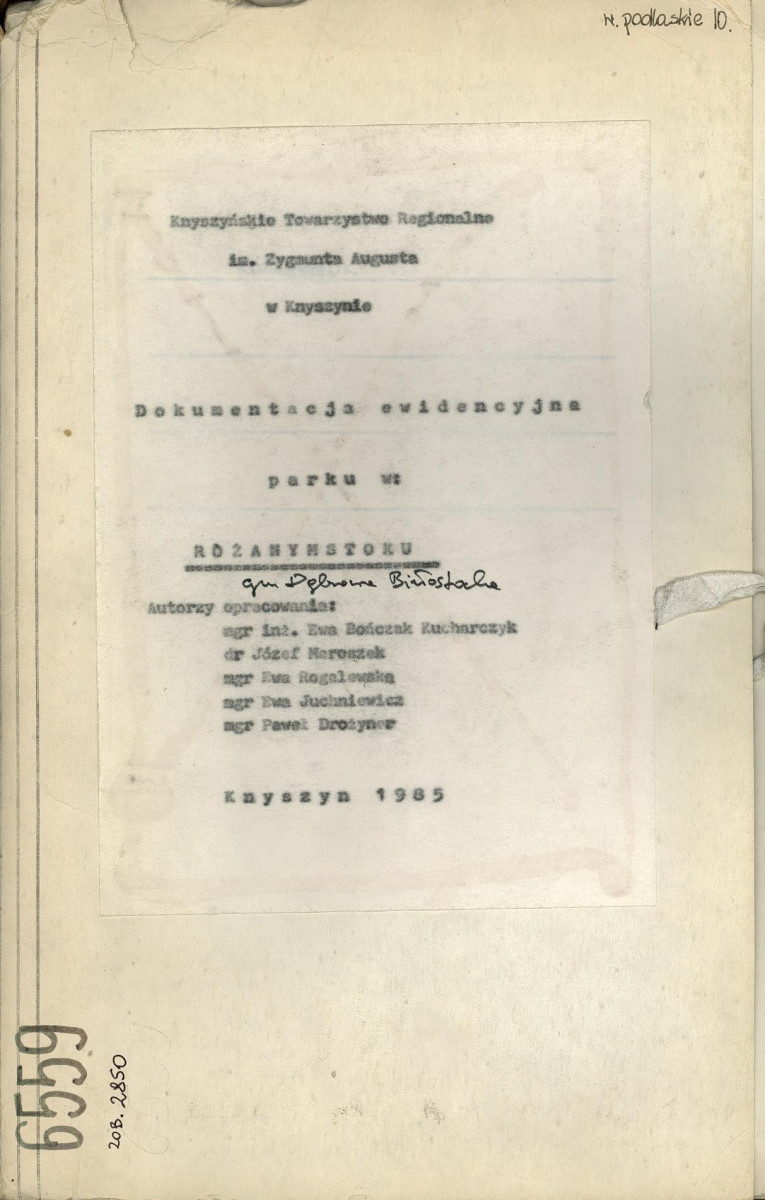 w. podlaskie 10.
Knyszyńskie Towarzystwo Regionalne
im. Zygmunta Augusta
w Knyszynie
Dokumentacja ewidencyjna
parku w:
RÓŻANYMSTOKU
gm Dąbrowa Białostocka
Autorzy opracowania:
mgr inż. Ewa Bończak Kucharczyk
dr Józef Maroszek
mgr Ewa Rogalewska
mgr Ewa Juchniewicz
mgr Paweł Drożyner
Knyszyn 1985
6559
ZOB. 2850